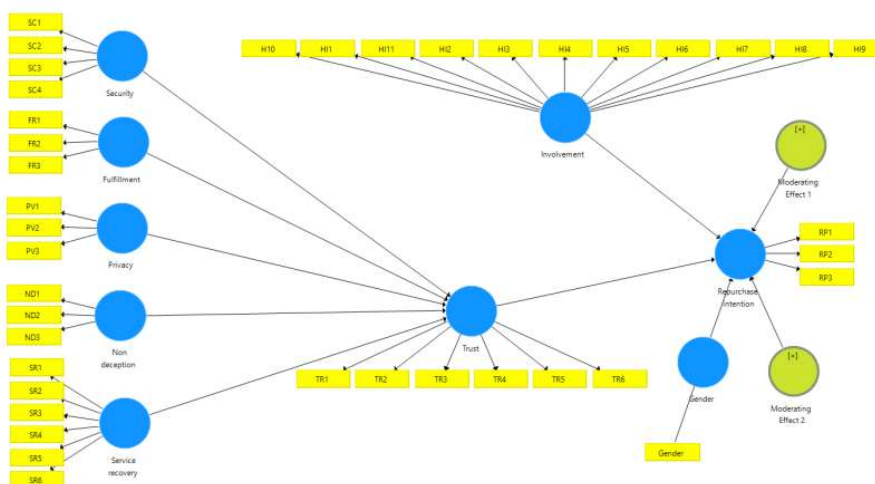 SC1
SC2
SC3
SC4
Security
FR1
FR2
FR3
Fulfillment
PV1
PV2
PV3
Privacy
ND1
ND2
ND3
Non
deception
SR1
SR2
SR3
SR4
SR5
SR6
Service
recovery
HI10 HI1 HI11 HI2 HI3 HI4 HI5 HI6 HI7 HI8 HI9
Involvement
[+]
Moderating
Effect 1
RP1
RP2
RP3
Repurchase
Intention
Trust
TR1 TR2 TR3 TR4 TR5 TR6
Gender
Gender
[+]
Moderating
Effect 2